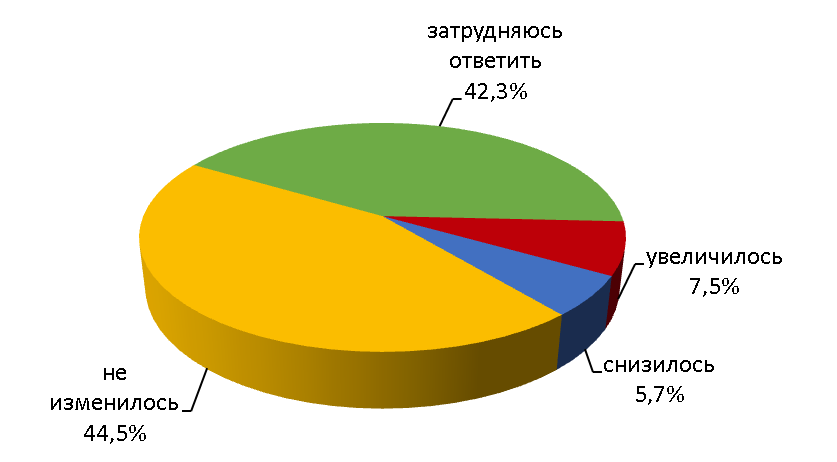 затрудняюсь
ответить
42,3%
увеличилось
7,5%
снизилось
5,7%
не
изменилось
44,5%